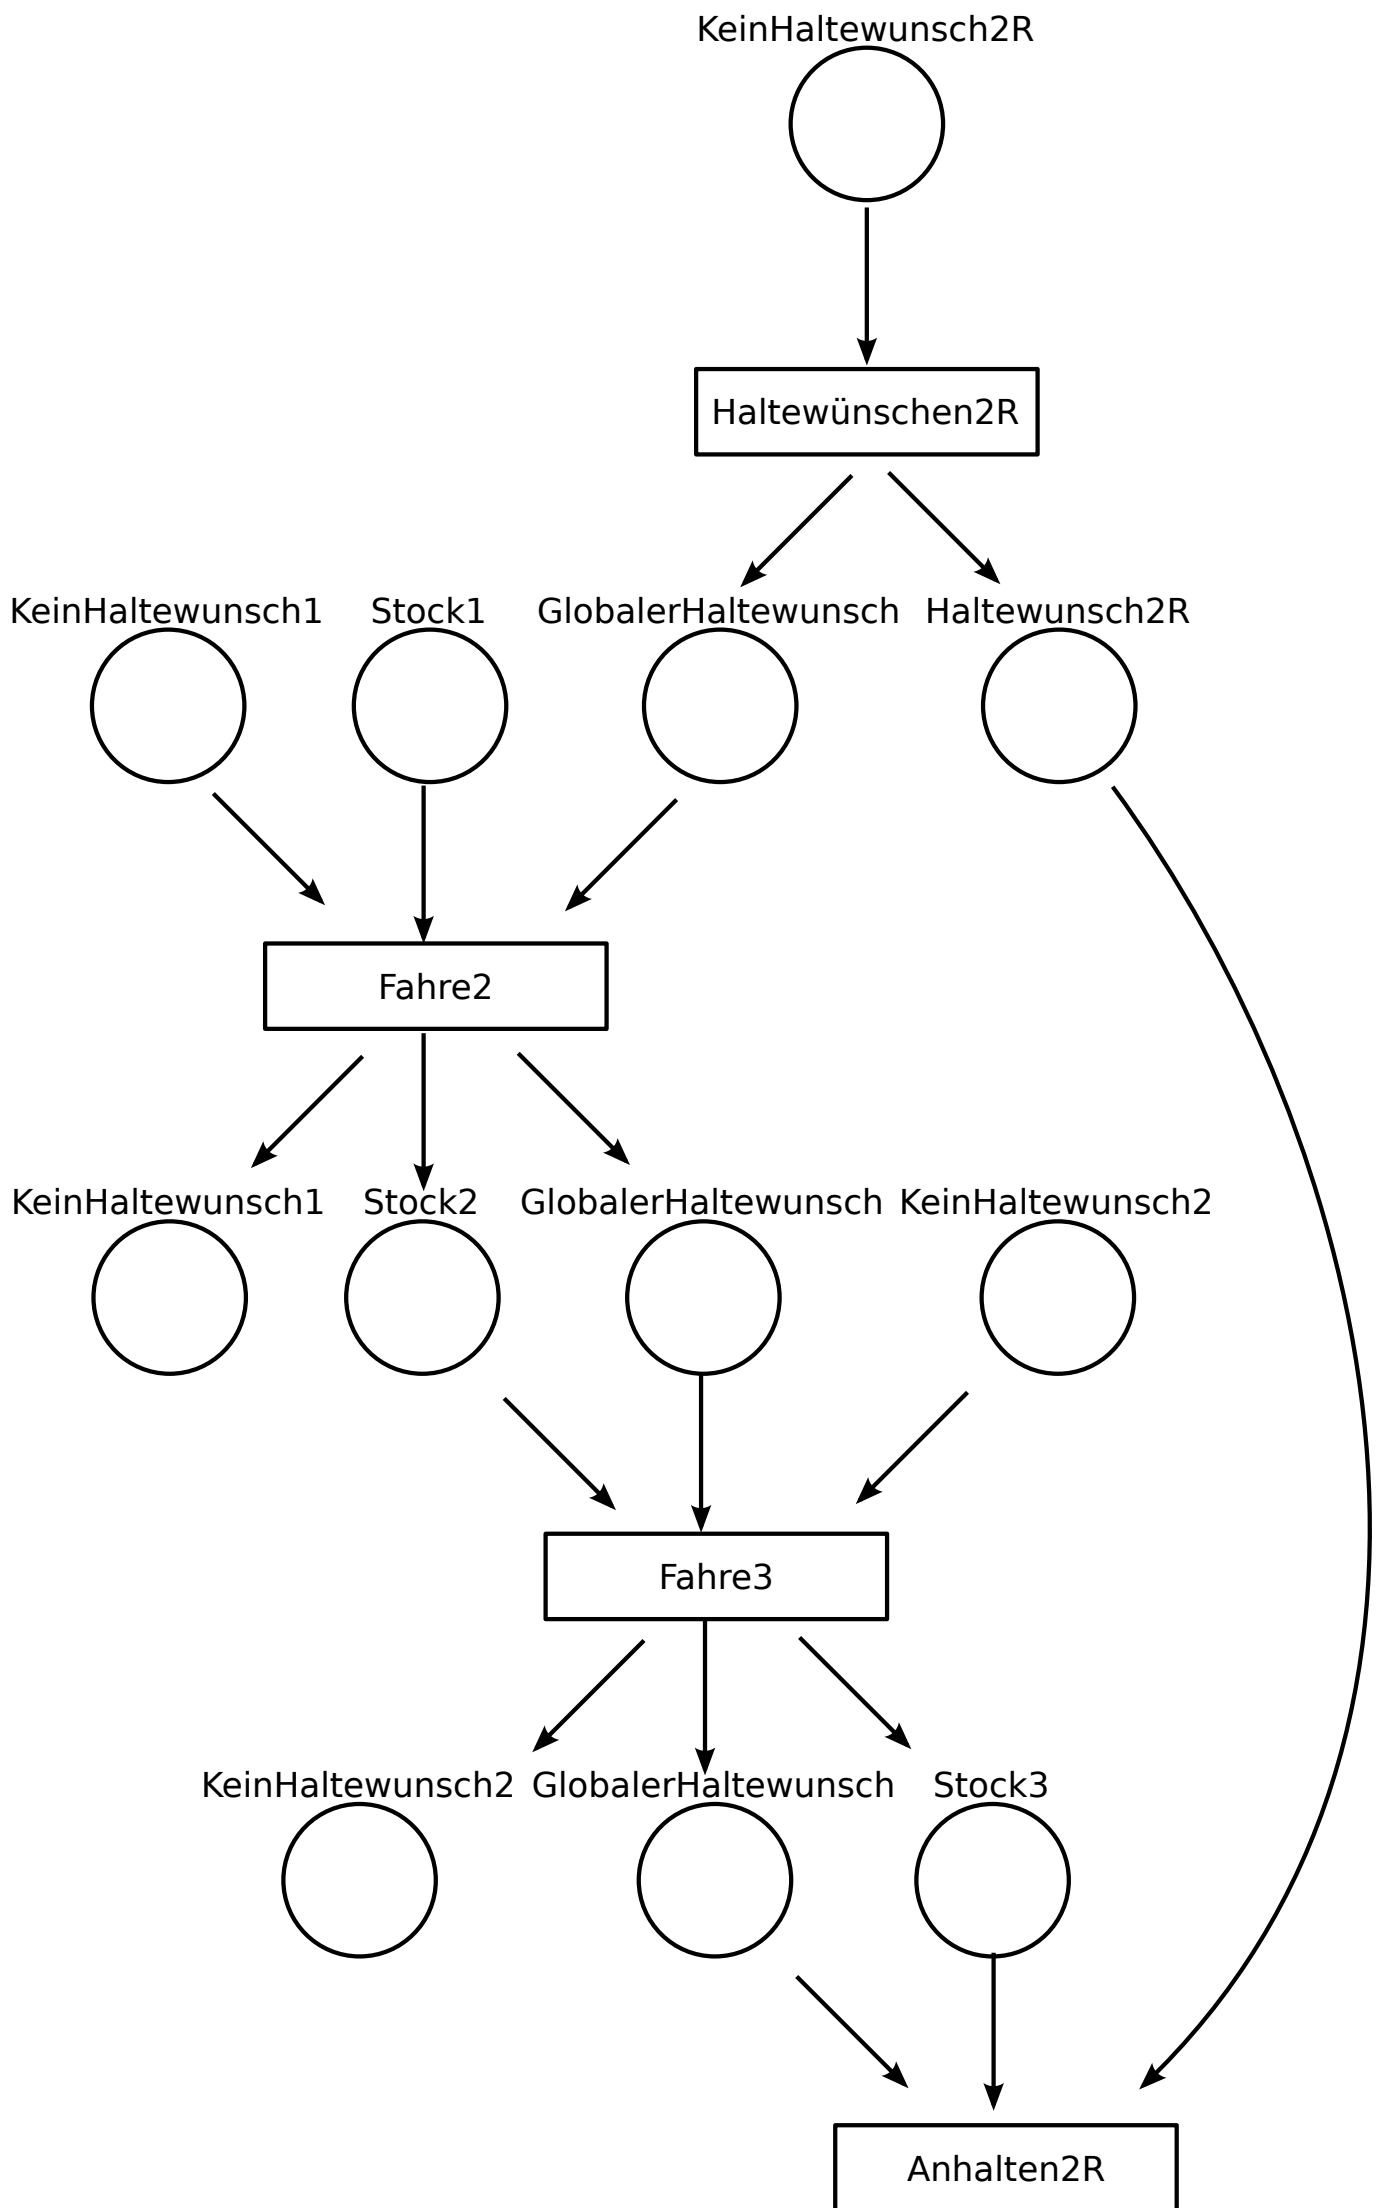 KeinHaltewunsch2R
Haltewünschen2R
KeinHaltewunsch1 Stock1 GlobalerHaltewunsch Haltewunsch2R
Fahre2
KeinHaltewunsch1 Stock2 GlobalerHaltewunsch KeinHaltewunsch2
Fahre3
KeinHaltewunsch2 GlobalerHaltewunsch Stock3
Anhalten2R